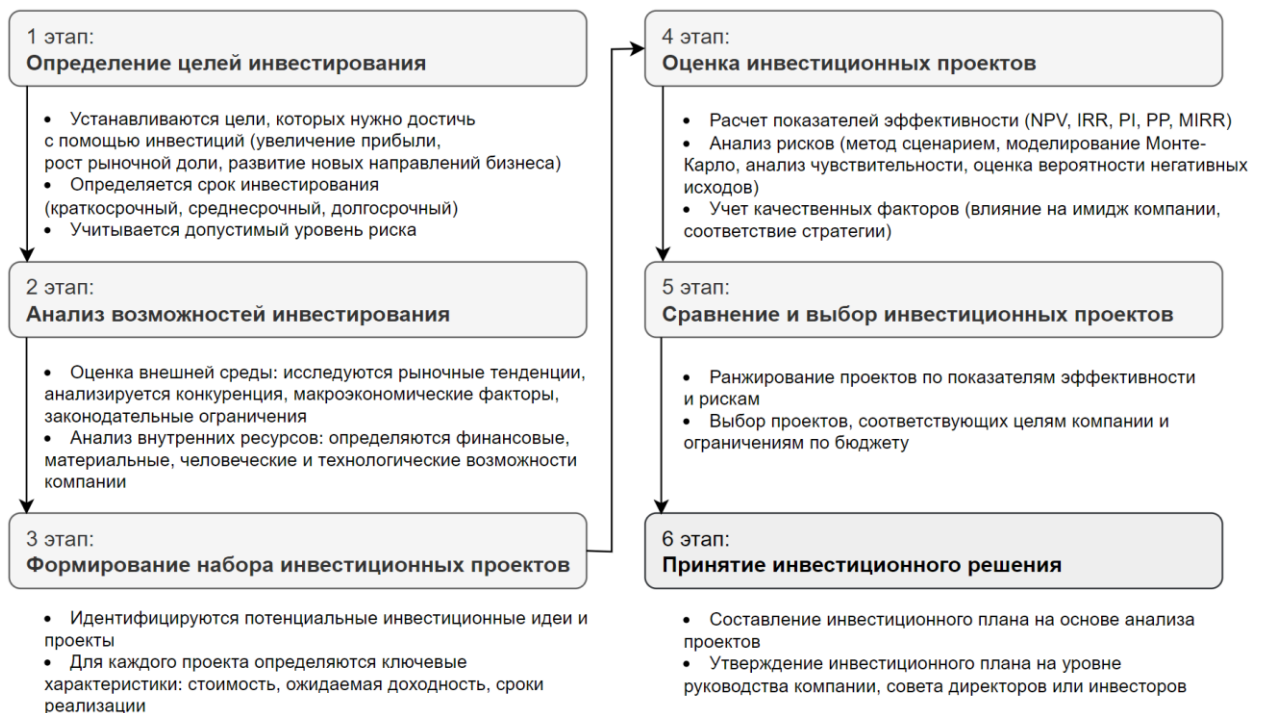 1 этап:
Определение целей инвестирования
• Устанавливаются цели, которых нужно достичь
с помощью инвестиций (увеличение прибыли,
рост рыночной доли, развитие новых направлений бизнеса)
• Определяется срок инвестирования
(краткосрочный, среднесрочный, долгосрочный)
• Учитывается допустимый уровень риска
2 этап:
Анализ возможностей инвестирования
• Оценка внешней среды: исследуются рыночные тенденции,
анализируется конкуренция, макроэкономические факторы,
законодательные ограничения
• Анализ внутренних ресурсов: определяются финансовые,
материальные, человеческие и технологические возможности
компании
3 этап:
Формирование набора инвестиционных проектов
• Идентифицируются потенциальные инвестиционные идеи и
проекты
• Для каждого проекта определяются ключевые
характеристики: стоимость, ожидаемая доходность, сроки
реализации
4 этап:
Оценка инвестиционных проектов
• Расчет показателей эффективности (NPV, IRR, PI, PP, MIRR)
• Анализ рисков (метод сценарием, моделирование Монте-
Карло, анализ чувствительности, оценка вероятности негативных
исходов)
• Учет качественных факторов (влияние на имидж компании,
соответствие стратегии)
5 этап:
Сравнение и выбор инвестиционных проектов
• Ранжирование проектов по показателям эффективности
и рискам
• Выбор проектов, соответствующих целям компании и
ограничениям по бюджету
6 этап:
Принятие инвестиционного решения
• Составление инвестиционного плана на основе анализа
проектов
• Утверждение инвестиционного плана на уровне
руководства компании, совета директоров или инвесторов